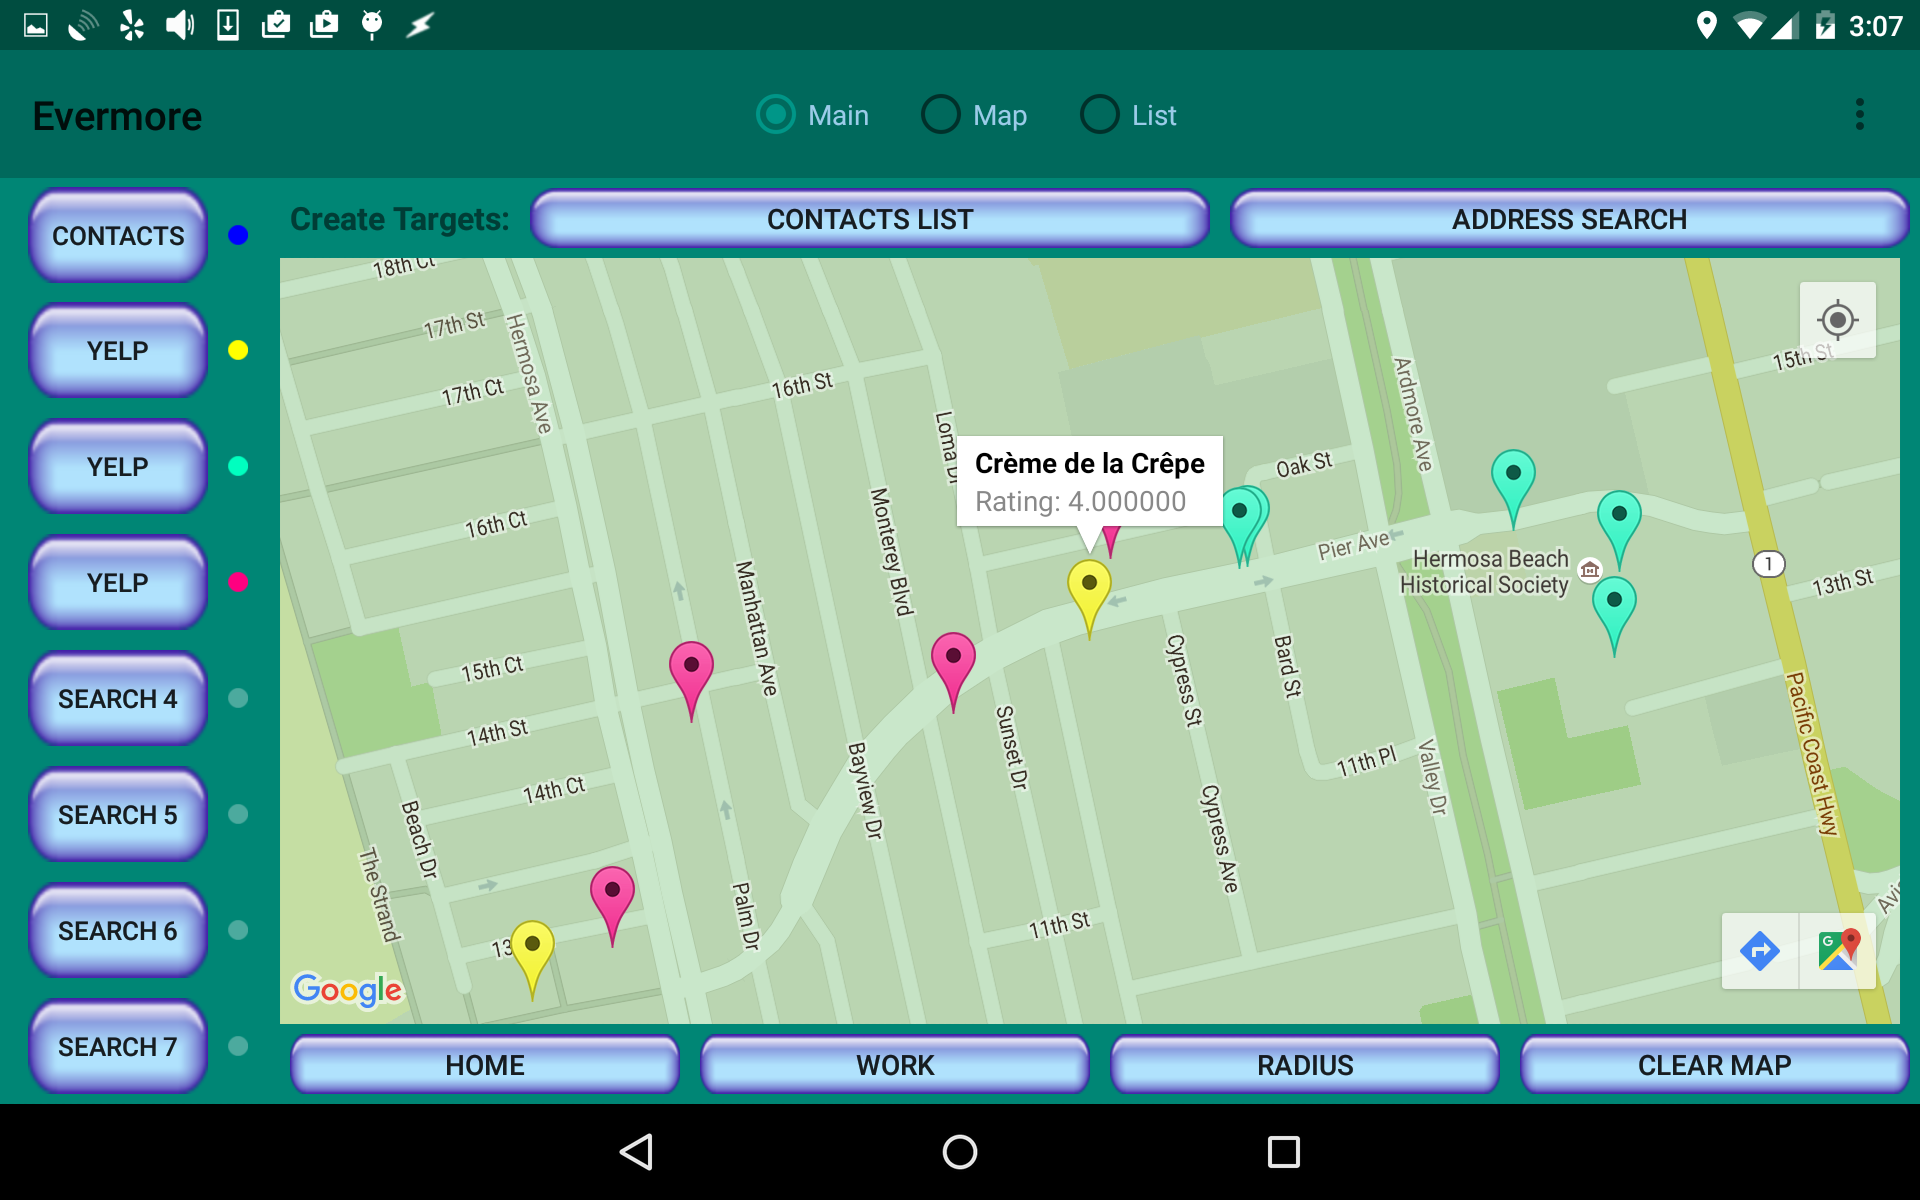 3:07
Evermore
Main
Map
List
CONTACTS
YELP
YELP
YELP
SEARCH 4
SEARCH 5
SEARCH 6
SEARCH 7
Create Targets:
CONTACTS LIST
ADDRESS SEARCH
18th Ct
17th St
Hermosa Ave
17th Ct
16th St
15th St
Ardmore Ave
Loma Dr
Crème de la Crêpe
Rating: 4.000000
Oak St
16th Ct
Monterey Blvd
Pier Ave
Hermosa Beach
Historical Society
1
13th St
Manhattan Ave
15th Ct
Cypress St
Bard St
14th St
Sunset Dr
Pacific Coast Hwy
14th Ct
Bayview Dr
11th Pl
Valley Dr
Beach Dr
Cypress Ave
The Strand
Palm Dr
11th St
13
Google
G
HOME
WORK
RADIUS
CLEAR MAP